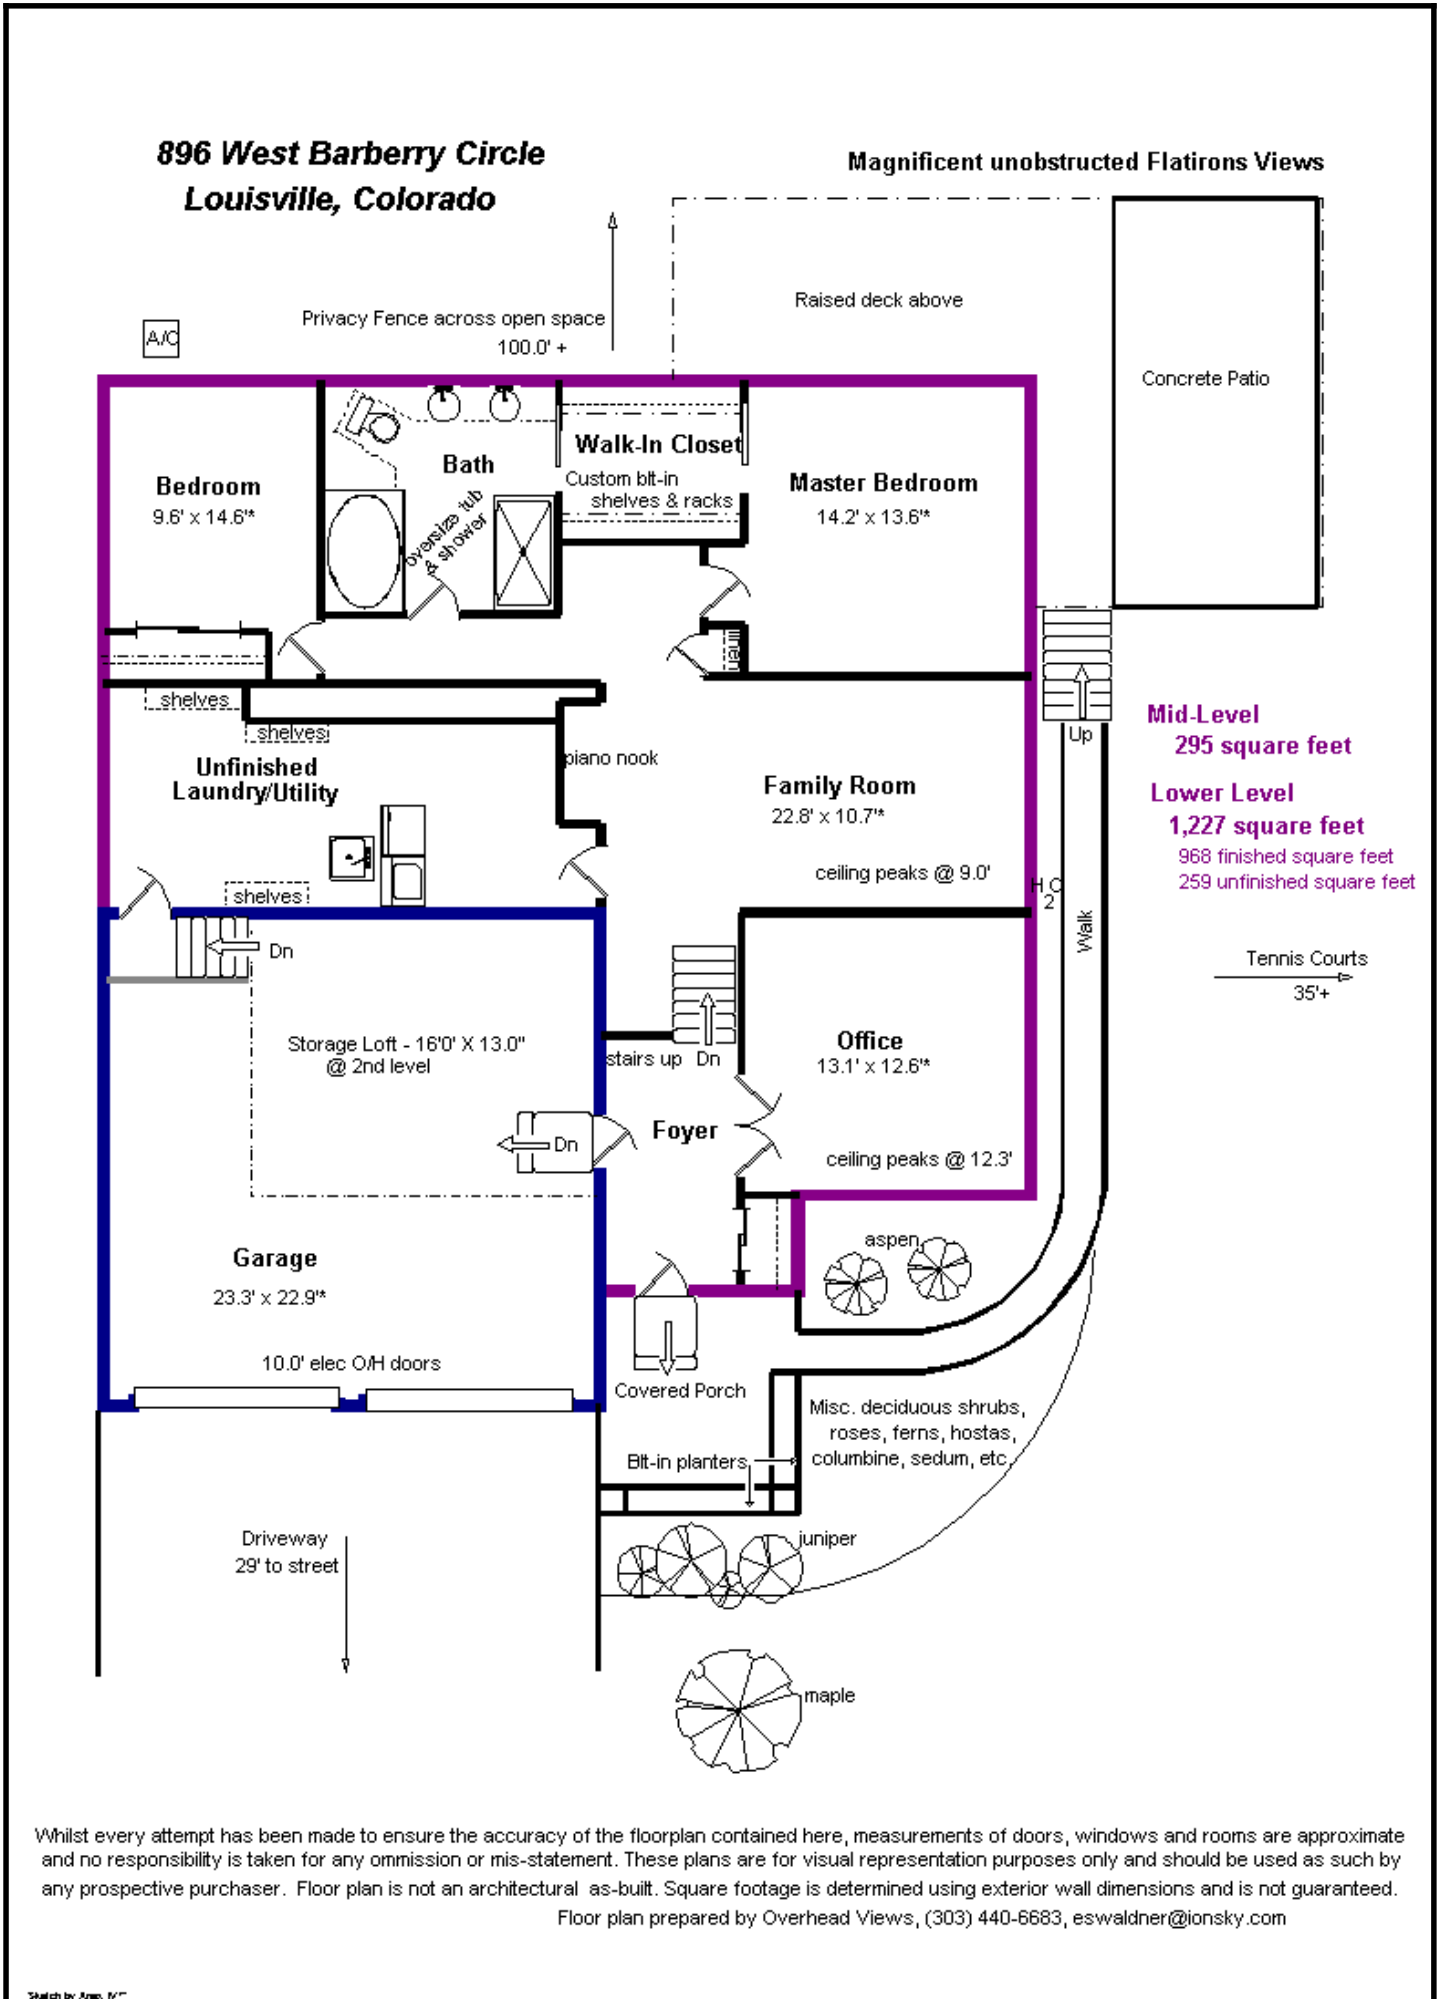 896 West Barberry Circle
Louisville, Colorado
Magnificent unobstructed Flatirons Views
Raised deck above
Privacy Fence across open space
100.0' +
A/C
Concrete Patio
Walk-In Closet
Bath
Custom blt-in
shelves & racks
Bedroom
9.6' x 14.6'*
oversize tub
& shower
Master Bedroom
14.2' x 13.6'*
linen
shelves
shelves
Up
Mid-Level
295 square feet
Unfinished
Laundry/Utility
piano nook
Family Room
22.8' x 10.7'*
Lower Level
1,227 square feet
968 finished square feet
259 unfinished square feet
ceiling peaks @ 9.0'
H C
2
shelves
Walk
Dn
Tennis Courts
35'+
Storage Loft - 16'0' X 13.0"
@ 2nd level
stairs up
Dn
Office
13.1' x 12.6'*
Dn
Foyer
ceiling peaks @ 12.3'
aspen
Garage
23.3' x 22.9'*
10.0' elec O/H doors
Covered Porch
Misc. deciduous shrubs,
roses, ferns, hostas,
columbine, sedum, etc.
Blt-in planters
Driveway
29' to street
juniper
maple
Whilst every attempt has been made to ensure the accuracy of the floorplan contained here, measurements of doors, windows and rooms are approximate
and no responsibility is taken for any ommission or mis-statement. These plans are for visual representation purposes only and should be used as such by
any prospective purchaser. Floor plan is not an architectural as-built. Square footage is determined using exterior wall dimensions and is not guaranteed.
Floor plan prepared by Overhead Views, (303) 440-6683, eswaldner@ionsky.com
Sketch by Apex